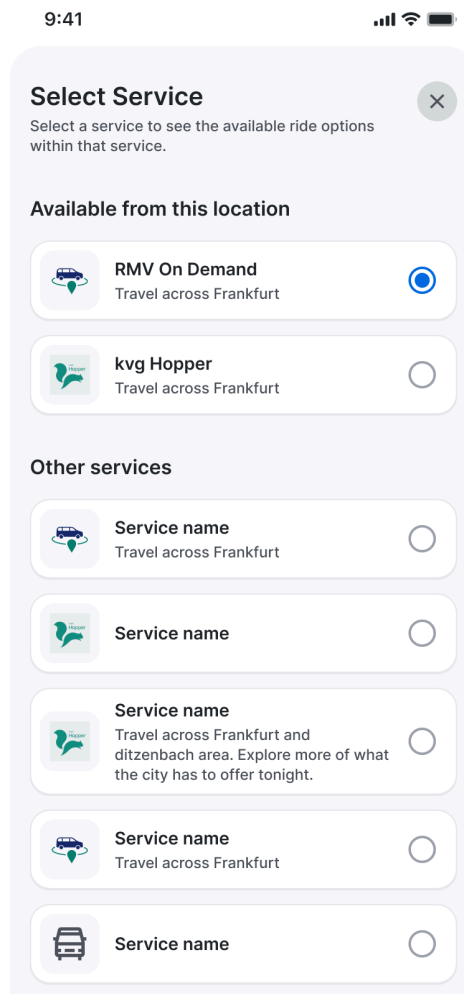 9:41
Select Service
Select a service to see the available ride options
within that service.
Available from this location
RMV On Demand
Travel across Frankfurt
Hopper
kvg Hopper
Travel across Frankfurt
Other services
Service name
Travel across Frankfurt
Hopper
Service name
Hopper
Service name
Travel across Frankfurt and
ditzenbach area. Explore more of what
the city has to offer tonight.
Service name
Travel across Frankfurt
Service name